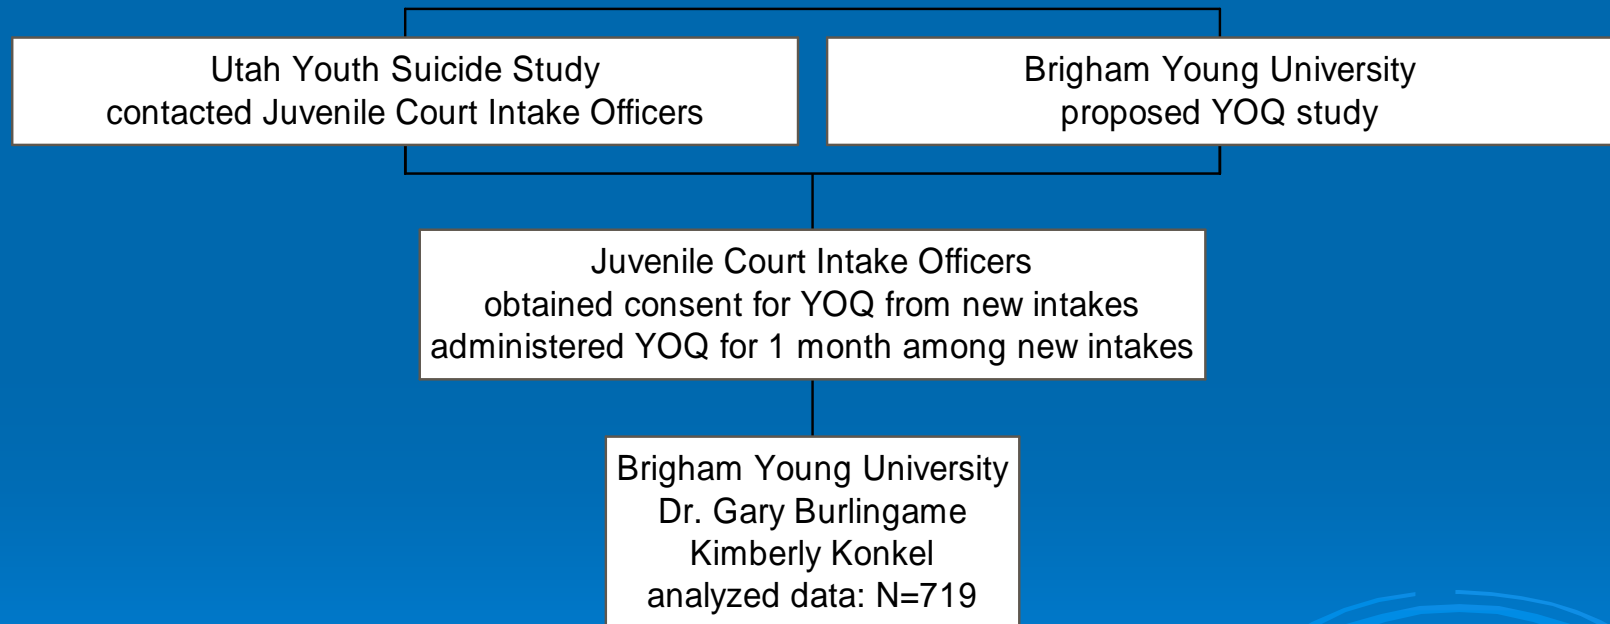 Utah Youth Suicide Study
contacted Juvenile Court Intake Officers
Brigham Young University
proposed YOQ study
Juvenile Court Intake Officers
obtained consent for YOQ from new intakes
administered YOQ for 1 month among new intakes
Brigham Young University
Dr. Gary Burlingame
Kimberly Konkel
analyzed data: N=719